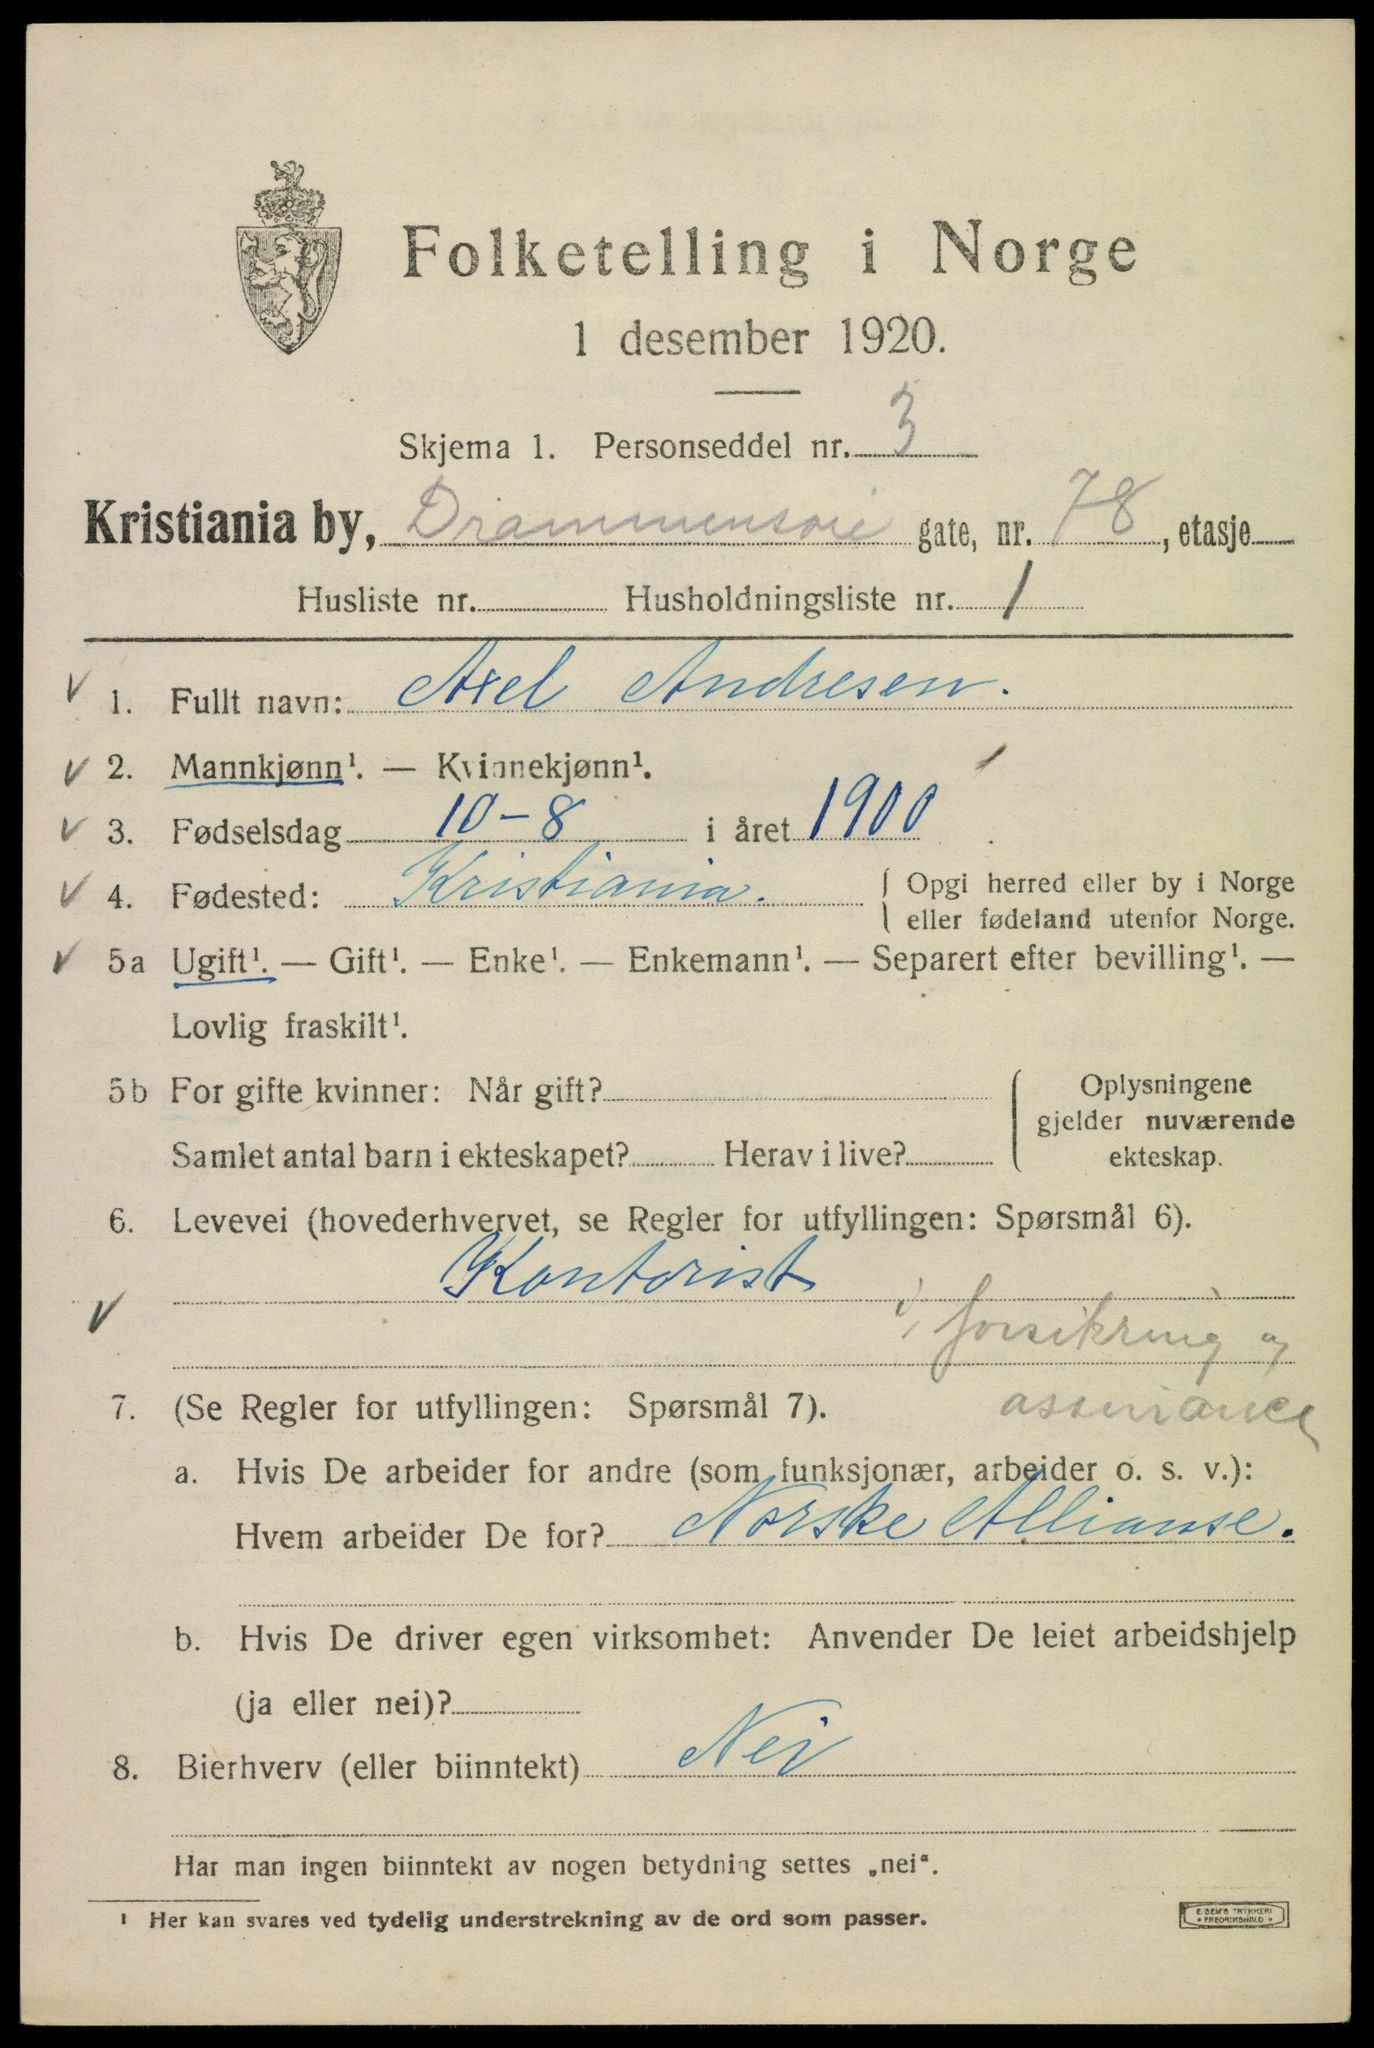 Folketelling i Norge
1 desember 1920.
Skjema 1. Personseddel nr. 3
Kristiania by, Drammensvei gate, nr. 78, etasje
Husliste nr. Husholdningsliste nr. 1
1. Fullt navn: Axel Andresen.
2. Mannkjønn¹. — Kvinnekjønn¹.
3. Fødselsdag 10-8 i året 1900
4. Fødested: Kristiania. Opgi herred eller by i Norge
eller fødeland utenfor Norge.
5a Ugift¹. — Gift¹. — Enke¹. — Enkemann¹. — Separert efter bevilling¹. —
Lovlig fraskilt¹.
5b For gifte kvinner: Når gift? Oplysningene
gjelder nuværende
Samlet antal barn i ekteskapet? Herav i live? ekteskap.
6. Levevei (hovederhvervet, se Regler for utfyllingen: Spørsmål 6).
Kontorist
i forsikring og
7. (Se Regler for utfyllingen: Spørsmål 7). assurance
a. Hvis De arbeider for andre (som funksjonær, arbeider o. s. v.):
Hvem arbeider De for? Norske Allianse.
b. Hvis De driver egen virksomhet: Anvender De leiet arbeidshjelp
(ja eller nei)?
8. Bierhverv (eller biinntekt) Nei
Har man ingen biinntekt av nogen betydning settes „nei".
¹ Her kan svares ved tydelig understrekning av de ord som passer.
E. SEM'S TRYKKERI
* FREDRIKSHALD *